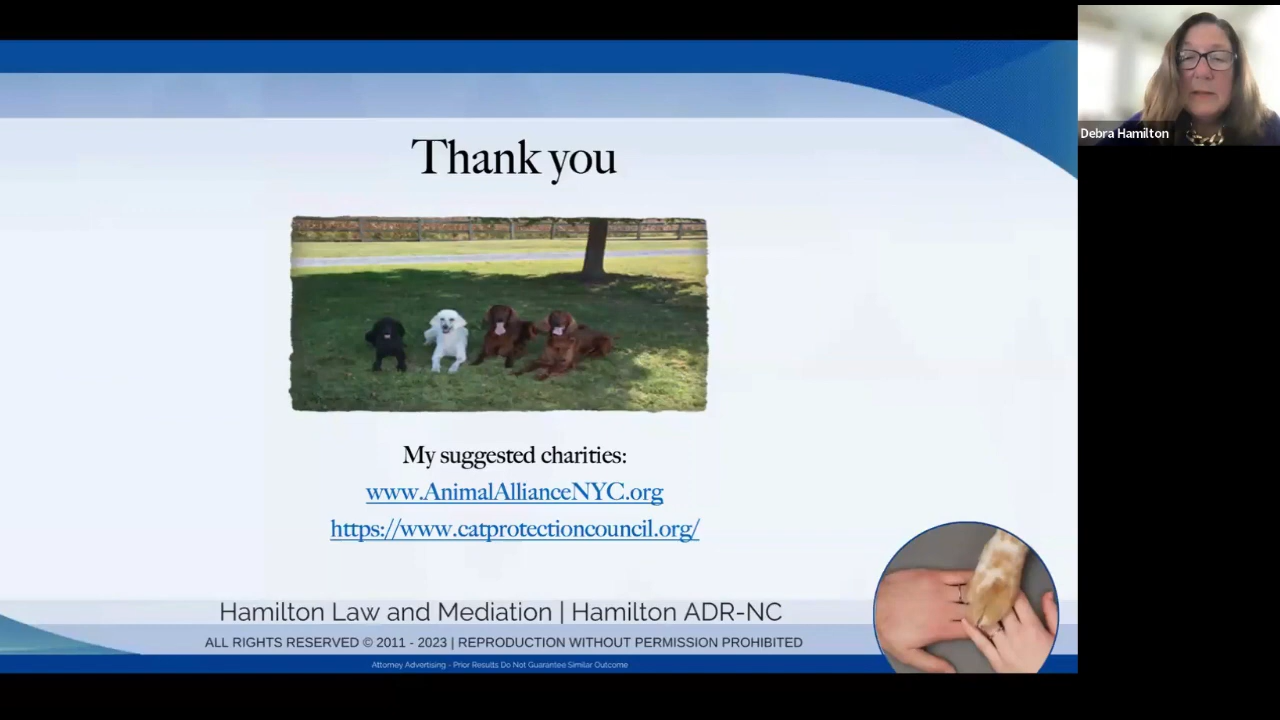 Thank you
My suggested charities:
www.AnimalAllianceNYC.org
https://www.catprotectioncouncil.org/
Hamilton Law and Mediation | Hamilton ADR-NC
ALL RIGHTS RESERVED © 2011 - 2023 | REPRODUCTION WITHOUT PERMISSION PROHIBITED
Attorney Advertising - Prior Results Do Not Guarantee Similar Outcome
Debra Hamilton